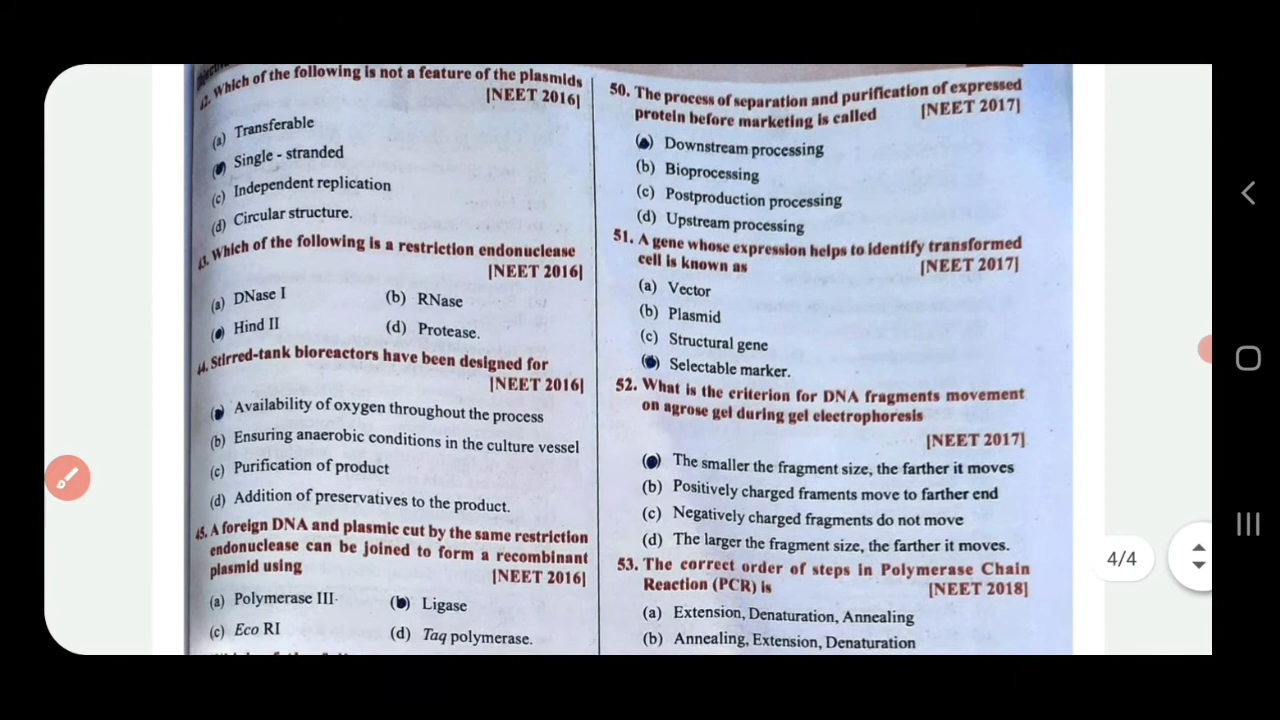 42. Which of the following is not a feature of the plasmids
[NEET 2016]
(a) Transferable
Single - stranded
(c) Independent replication
(d) Circular structure.
43. Which of the following is a restriction endonuclease
[NEET 2016]
(a) DNase I (b) RNase
Hind II (d) Protease.
44. Stirred-tank bioreactors have been designed for
[NEET 2016]
Availability of oxygen throughout the process
(b) Ensuring anaerobic conditions in the culture vessel
(c) Purification of product
(d) Addition of preservatives to the product.
45. A foreign DNA and plasmic cut by the same restriction
endonuclease can be joined to form a recombinant
plasmid using [NEET 2016]
(a) Polymerase III (b) Ligase
(c) Eco RI (d) Taq polymerase.
50. The process of separation and purification of expressed
protein before marketing is called [NEET 2017]
(a) Downstream processing
(b) Bioprocessing
(c) Postproduction processing
(d) Upstream processing
51. A gene whose expression helps to identify transformed
cell is known as [NEET 2017]
(a) Vector
(b) Plasmid
(c) Structural gene
(d) Selectable marker.
52. What is the criterion for DNA fragments movement
on agrose gel during gel electrophoresis
[NEET 2017]
(a) The smaller the fragment size, the farther it moves
(b) Positively charged framents move to farther end
(c) Negatively charged fragments do not move
(d) The larger the fragment size, the farther it moves.
53. The correct order of steps in Polymerase Chain
Reaction (PCR) is [NEET 2018]
(a) Extension, Denaturation, Annealing
(b) Annealing, Extension, Denaturation
4/4